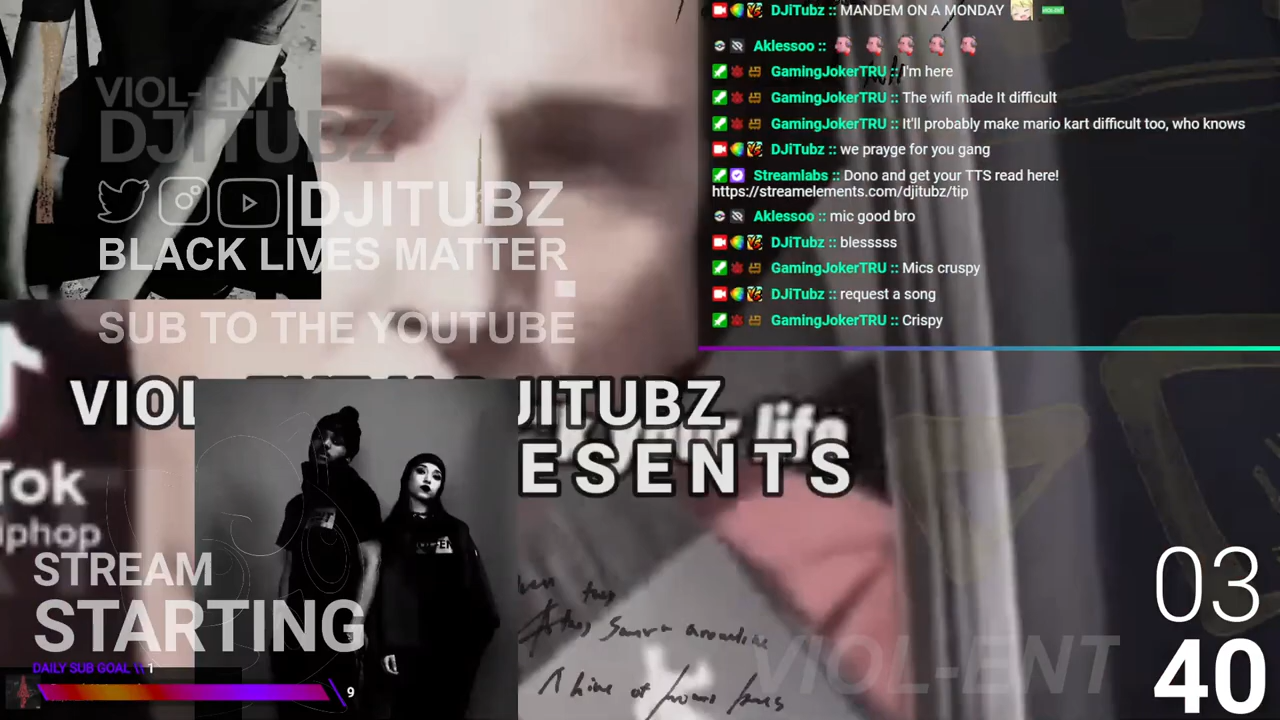 DJiTubz :: MANDEM ON A MONDAY
Aklessoo ::
GamingJokerTRU :: I'm here
GamingJokerTRU :: The wifi made It difficult
GamingJokerTRU :: It'll probably make mario kart difficult too, who knows
DJiTubz :: we prayge for you gang
Streamlabs :: Dono and get your TTS read here!
https://streamelements.com/djitubz/tip
Aklessoo :: mic good bro
DJiTubz :: blesssss
GamingJokerTRU :: Mics cruspy
DJiTubz :: request a song
GamingJokerTRU :: Crispy
VIOL-ENT
DJITUBZ
|DJITUBZ
BLACK LIVES MATTER
SUB TO THE YOUTUBE
VIOL JITUBZ
your life
ESENTS
Tok
iphop
STREAM
STARTING
DAILY SUB GOAL \\ 1
9
VIOL-ENT
03
40